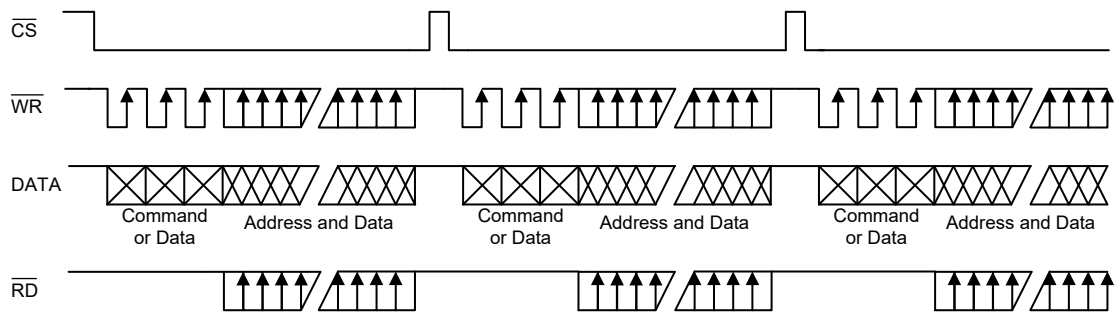 CS
WR
DATA
Command
or Data
Address and Data
Command
or Data
Address and Data
Command
or Data
Address and Data
RD